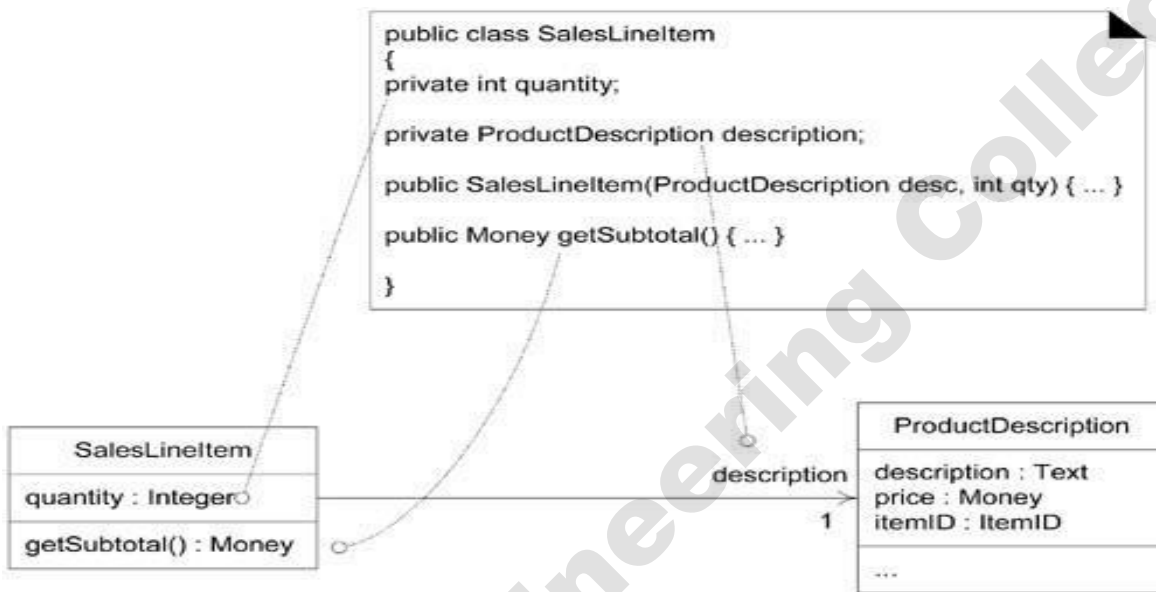 public class SalesLineItem
{
private int quantity;
private ProductDescription description;
public SalesLineItem(ProductDescription desc, int qty) { ... }
public Money getSubtotal() { ... }
}
SalesLineItem
quantity : Integer
getSubtotal() : Money
description
1
ProductDescription
description : Text
price : Money
itemID : ItemID
...